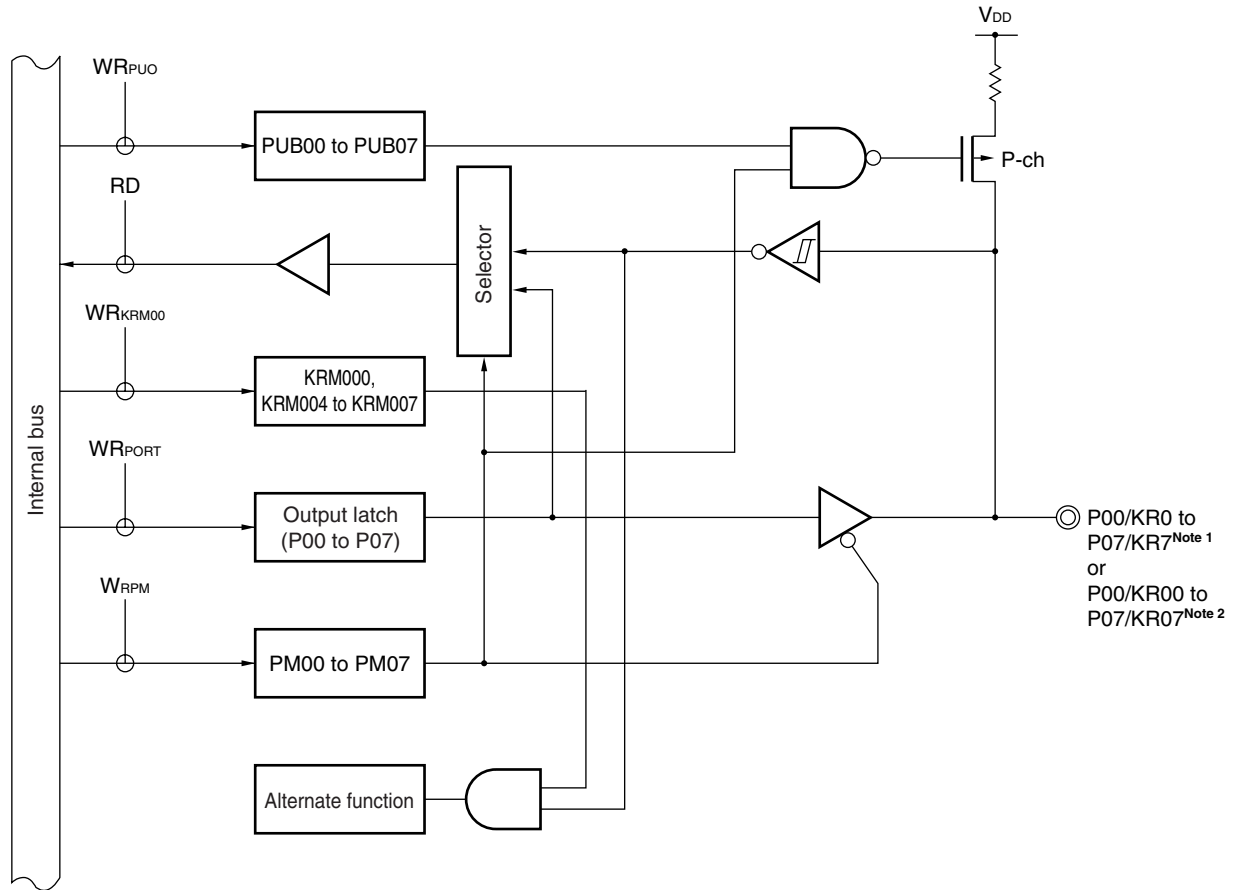 VDD
WRPUO
PUB00 to PUB07
P-ch
RD
Selector
WRKRM00
KRM000,
KRM004 to KRM007
Internal bus
WRPORT
Output latch
(P00 to P07)
P00/KR0 to
P07/KR7Note 1
or
P00/KR00 to
P07/KR07Note 2
WRPM
PM00 to PM07
Alternate function